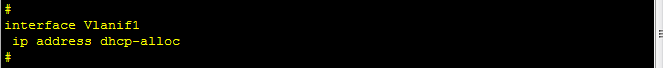 #
interface Vlanif1
 ip address dhcp-alloc
#